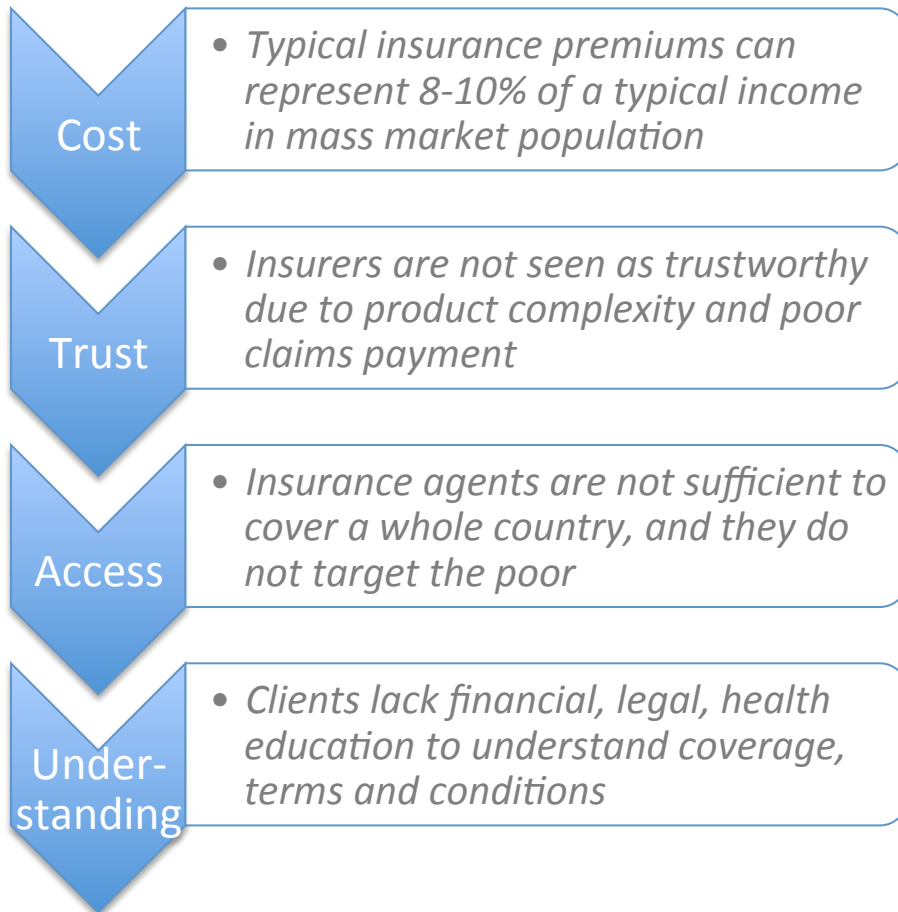 Cost
• Typical insurance premiums can
represent 8-10% of a typical income
in mass market population
Trust
• Insurers are not seen as trustworthy
due to product complexity and poor
claims payment
Access
• Insurance agents are not sufficient to
cover a whole country, and they do
not target the poor
Under-
standing
• Clients lack financial, legal, health
education to understand coverage,
terms and conditions